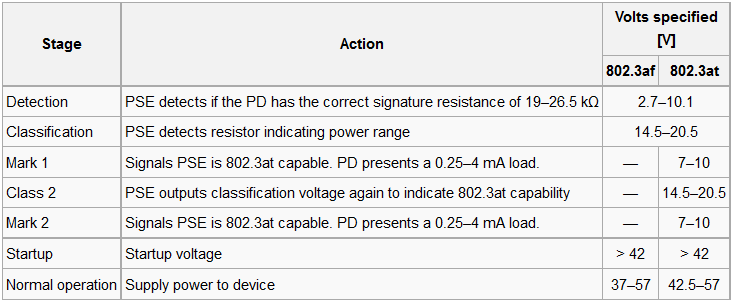 Stage Action Volts specified
[V]
802.3af 802.3at
Detection PSE detects if the PD has the correct signature resistance of 19–26.5 kΩ 2.7–10.1
Classification PSE detects resistor indicating power range 14.5–20.5
Mark 1 Signals PSE is 802.3at capable. PD presents a 0.25–4 mA load. — 7–10
Class 2 PSE outputs classification voltage again to indicate 802.3at capability — 14.5–20.5
Mark 2 Signals PSE is 802.3at capable. PD presents a 0.25–4 mA load. — 7–10
Startup Startup voltage > 42 > 42
Normal operation Supply power to device 37–57 42.5–57